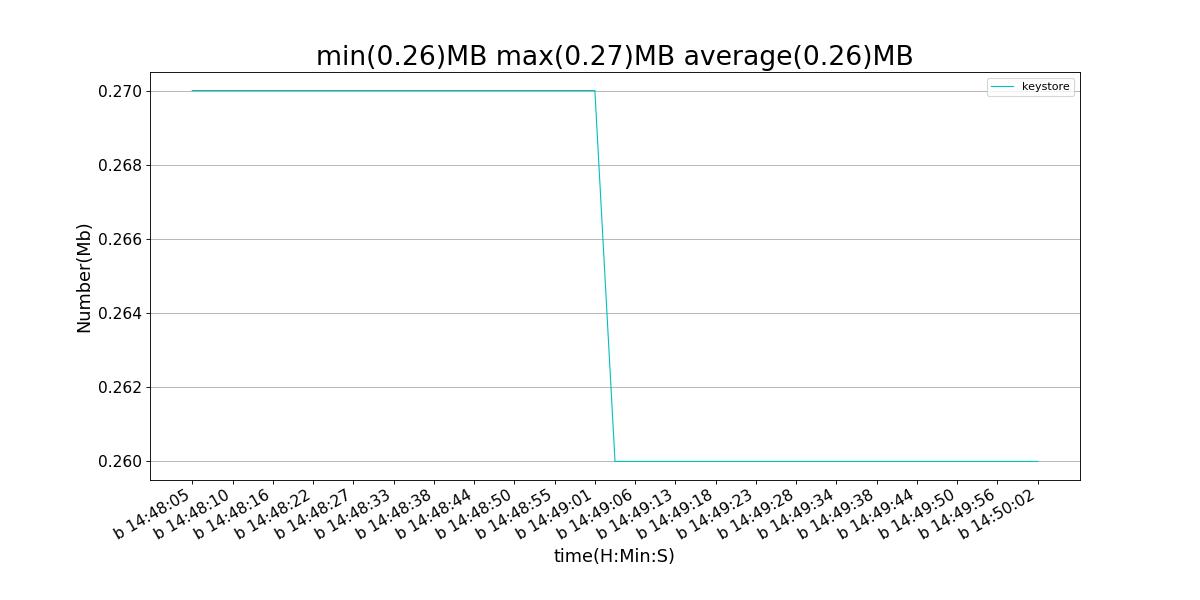 min(0.26)MB max(0.27)MB average(0.26)MB
keystore
Number(Mb)
0.270
0.268
0.266
0.264
0.262
0.260
b 14:48:05
b 14:48:10
b 14:48:16
b 14:48:22
b 14:48:27
b 14:48:33
b 14:48:38
b 14:48:44
b 14:48:50
b 14:48:55
b 14:49:01
b 14:49:06
b 14:49:13
b 14:49:18
b 14:49:23
b 14:49:28
b 14:49:34
b 14:49:38
b 14:49:44
b 14:49:50
b 14:49:56
b 14:50:02
time(H:Min:S)